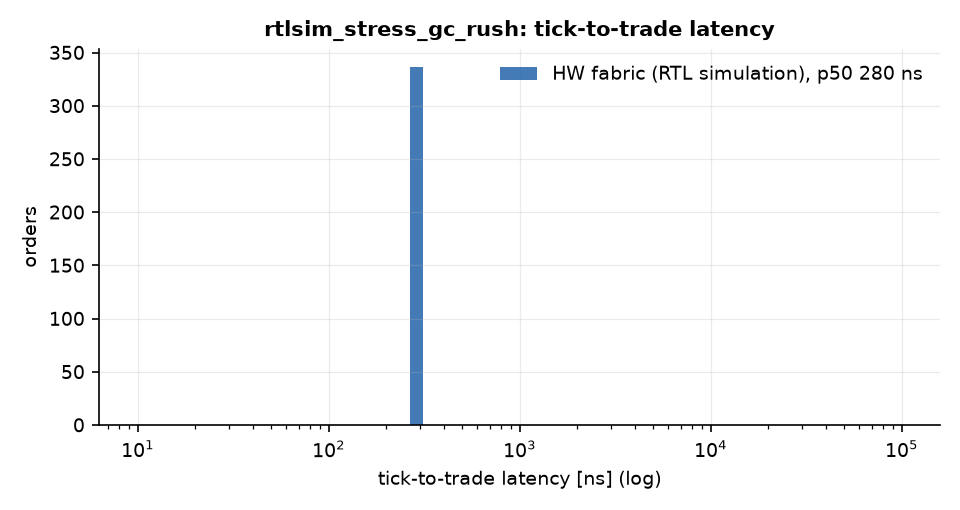 rtlsim_stress_gc_rush: tick-to-trade latency
HW fabric (RTL simulation), p50 280 ns
350
300
250
200
150
100
50
0
orders
10¹ 10² 10³ 10⁴ 10⁵
tick-to-trade latency [ns] (log)